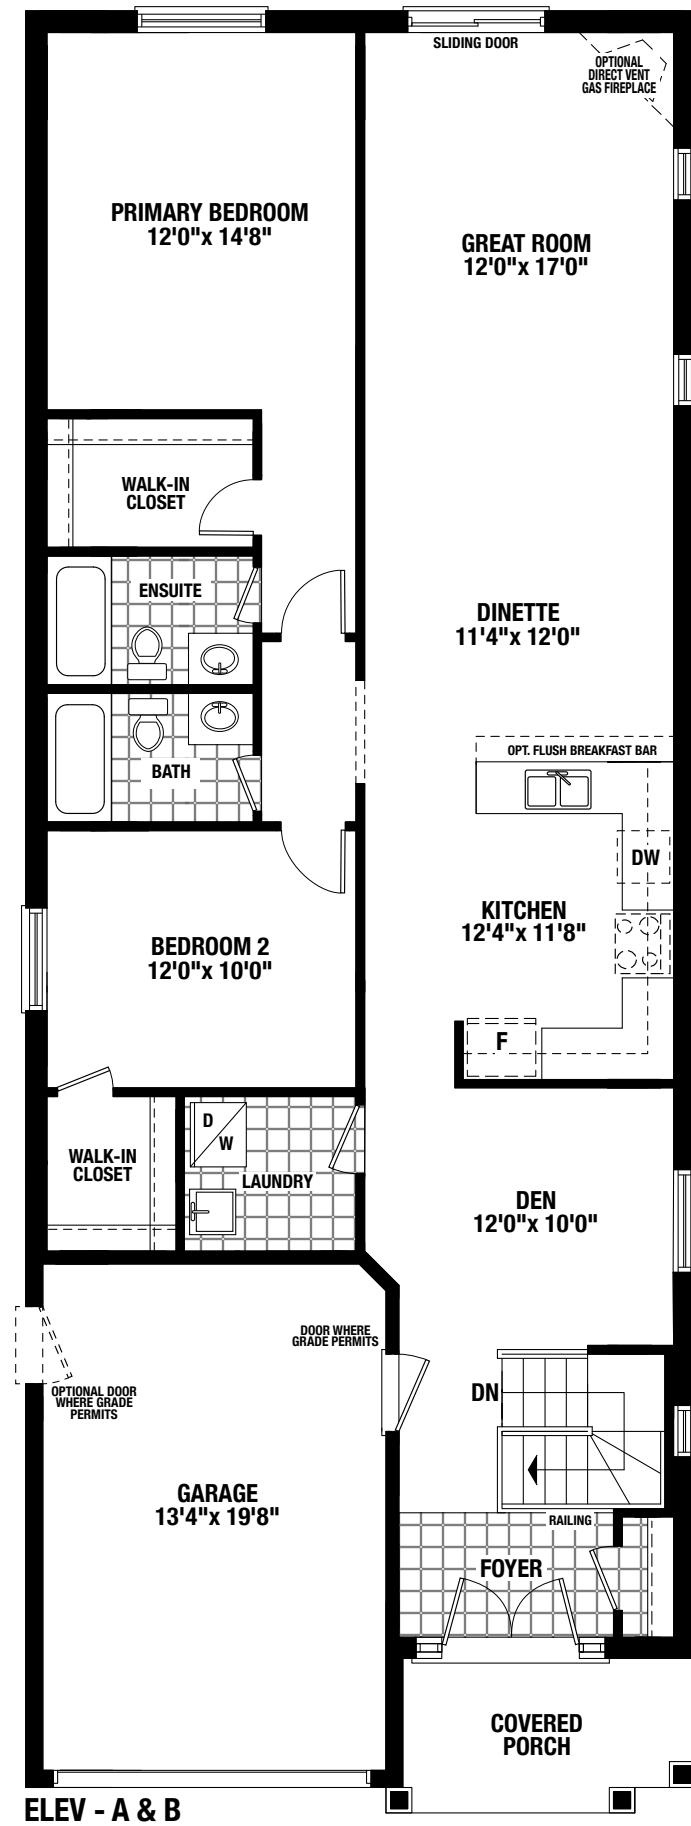 SLIDING DOOR
OPTIONAL
DIRECT VENT
GAS FIREPLACE
PRIMARY BEDROOM
12'0"x 14'8"
GREAT ROOM
12'0"x 17'0"
WALK-IN
CLOSET
ENSUITE
DINETTE
11'4"x 12'0"
OPT. FLUSH BREAKFAST BAR
BATH
DW
KITCHEN
12'4"x 11'8"
BEDROOM 2
12'0"x 10'0"
F
D
W
WALK-IN
CLOSET
LAUNDRY
DEN
12'0"x 10'0"
DOOR WHERE
GRADE PERMITS
OPTIONAL DOOR
WHERE GRADE
PERMITS
DN
GARAGE
13'4"x 19'8"
RAILING
FOYER
COVERED
PORCH
ELEV - A & B